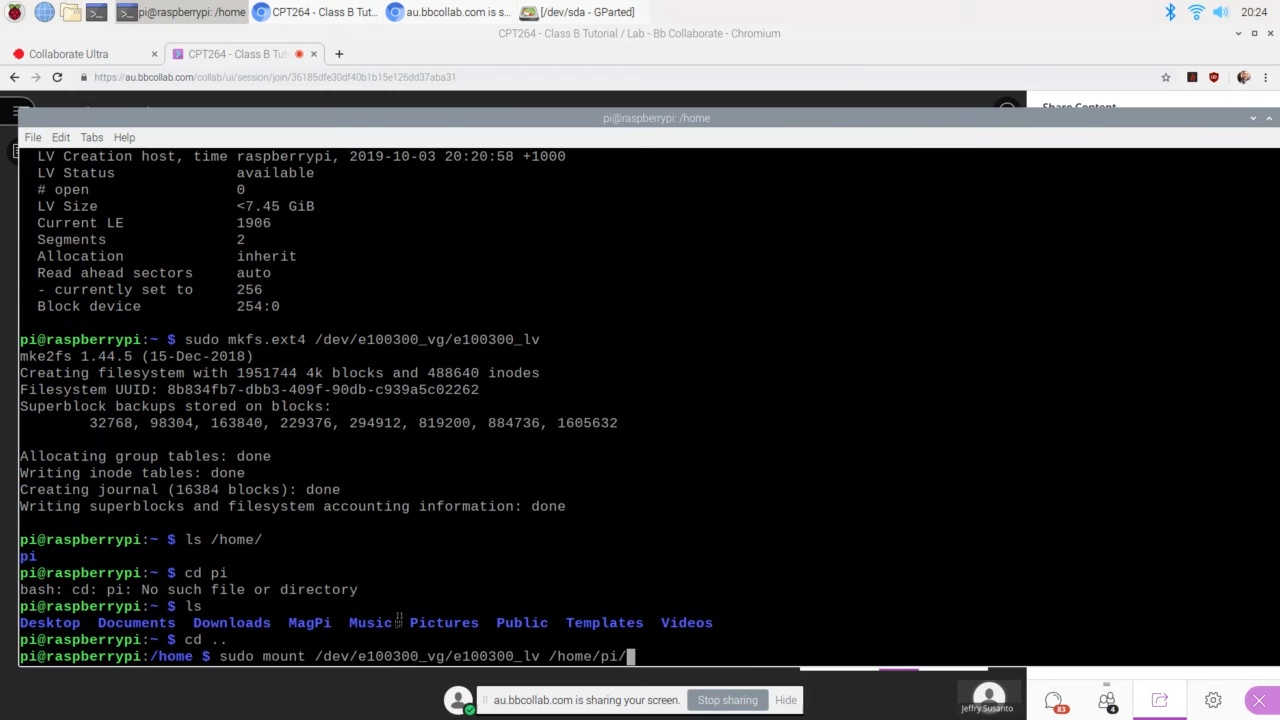 pi@raspberrypi: /home
CPT264 - Class B Tut...
au.bbcollab.com is s...
[/dev/sda - GParted]
20:24
CPT264 - Class B Tutorial / Lab - Bb Collaborate - Chromium
Collaborate Ultra
CPT264 - Class B Tut
https://au.bbcollab.com/collab/ui/session/join/36185dfe30df40b1b15e126dd37aba31
Share Content
pi@raspberrypi: /home
File Edit Tabs Help
LV Creation host, time raspberrypi, 2019-10-03 20:20:58 +1000
LV Status available
# open 0
LV Size <7.45 GiB
Current LE 1906
Segments 2
Allocation inherit
Read ahead sectors auto
- currently set to 256
Block device 254:0
pi@raspberrypi:~ $ sudo mkfs.ext4 /dev/e100300_vg/e100300_lv
mke2fs 1.44.5 (15-Dec-2018)
Creating filesystem with 1951744 4k blocks and 488640 inodes
Filesystem UUID: 8b834fb7-dbb3-409f-90db-c939a5c02262
Superblock backups stored on blocks:
32768, 98304, 163840, 229376, 294912, 819200, 884736, 1605632
Allocating group tables: done
Writing inode tables: done
Creating journal (16384 blocks): done
Writing superblocks and filesystem accounting information: done
pi@raspberrypi:~ $ ls /home/
pi
pi@raspberrypi:~ $ cd pi
bash: cd: pi: No such file or directory
pi@raspberrypi:~ $ ls
Desktop Documents Downloads MagPi Music Pictures Public Templates Videos
pi@raspberrypi:~ $ cd ..
pi@raspberrypi:/home $ sudo mount /dev/e100300_vg/e100300_lv /home/pi/
au.bbcollab.com is sharing your screen.
Stop sharing
Hide
Jeffry Susanto
83
4